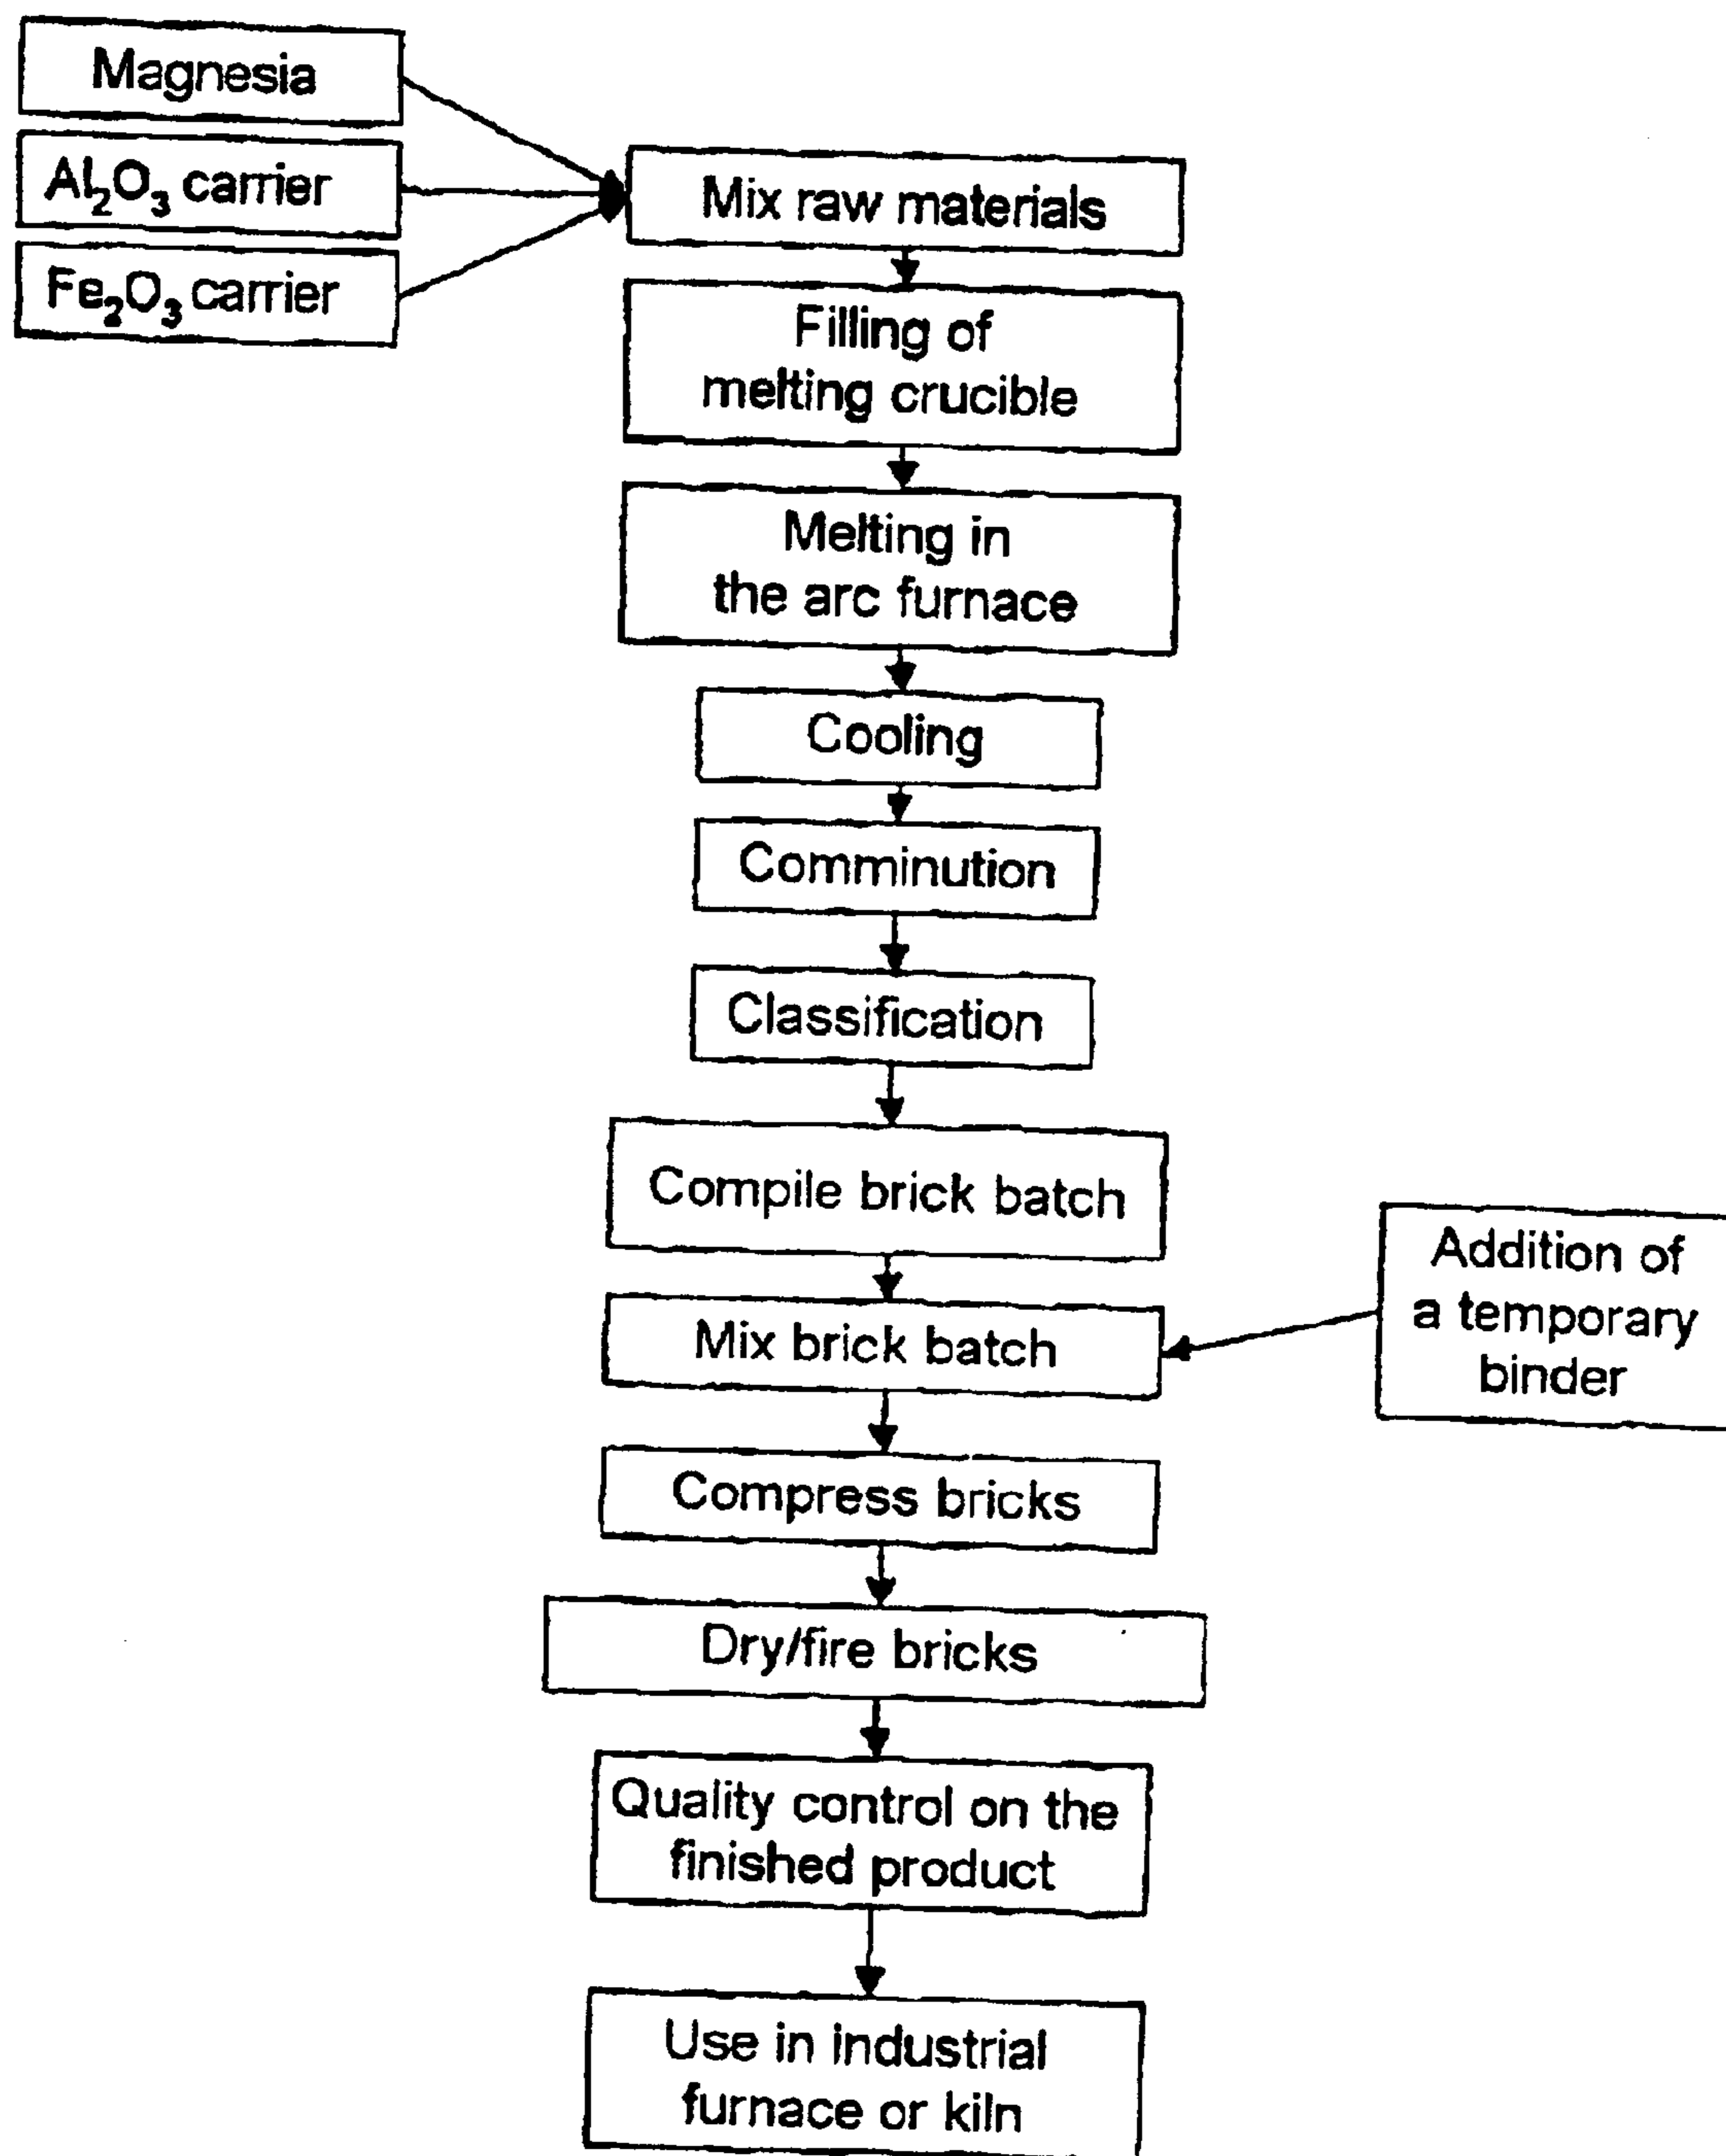 Magnesia
Al₂O₃ carrier
Fe₂O₃ carrier
Mix raw materials
Filling of
melting crucible
Melting in
the arc furnace
Cooling
Comminution
Classification
Compile brick batch
Mix brick batch
Addition of
a temporary
binder
Compress bricks
Dry/fire bricks
Quality control on the
finished product
Use in industrial
furnace or kiln